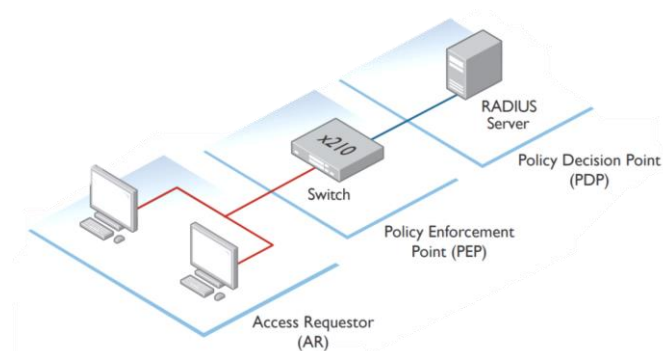 RADIUS
Server
Policy Decision Point
(PDP)
x210
Switch
Policy Enforcement
Point (PEP)
Access Requestor
(AR)